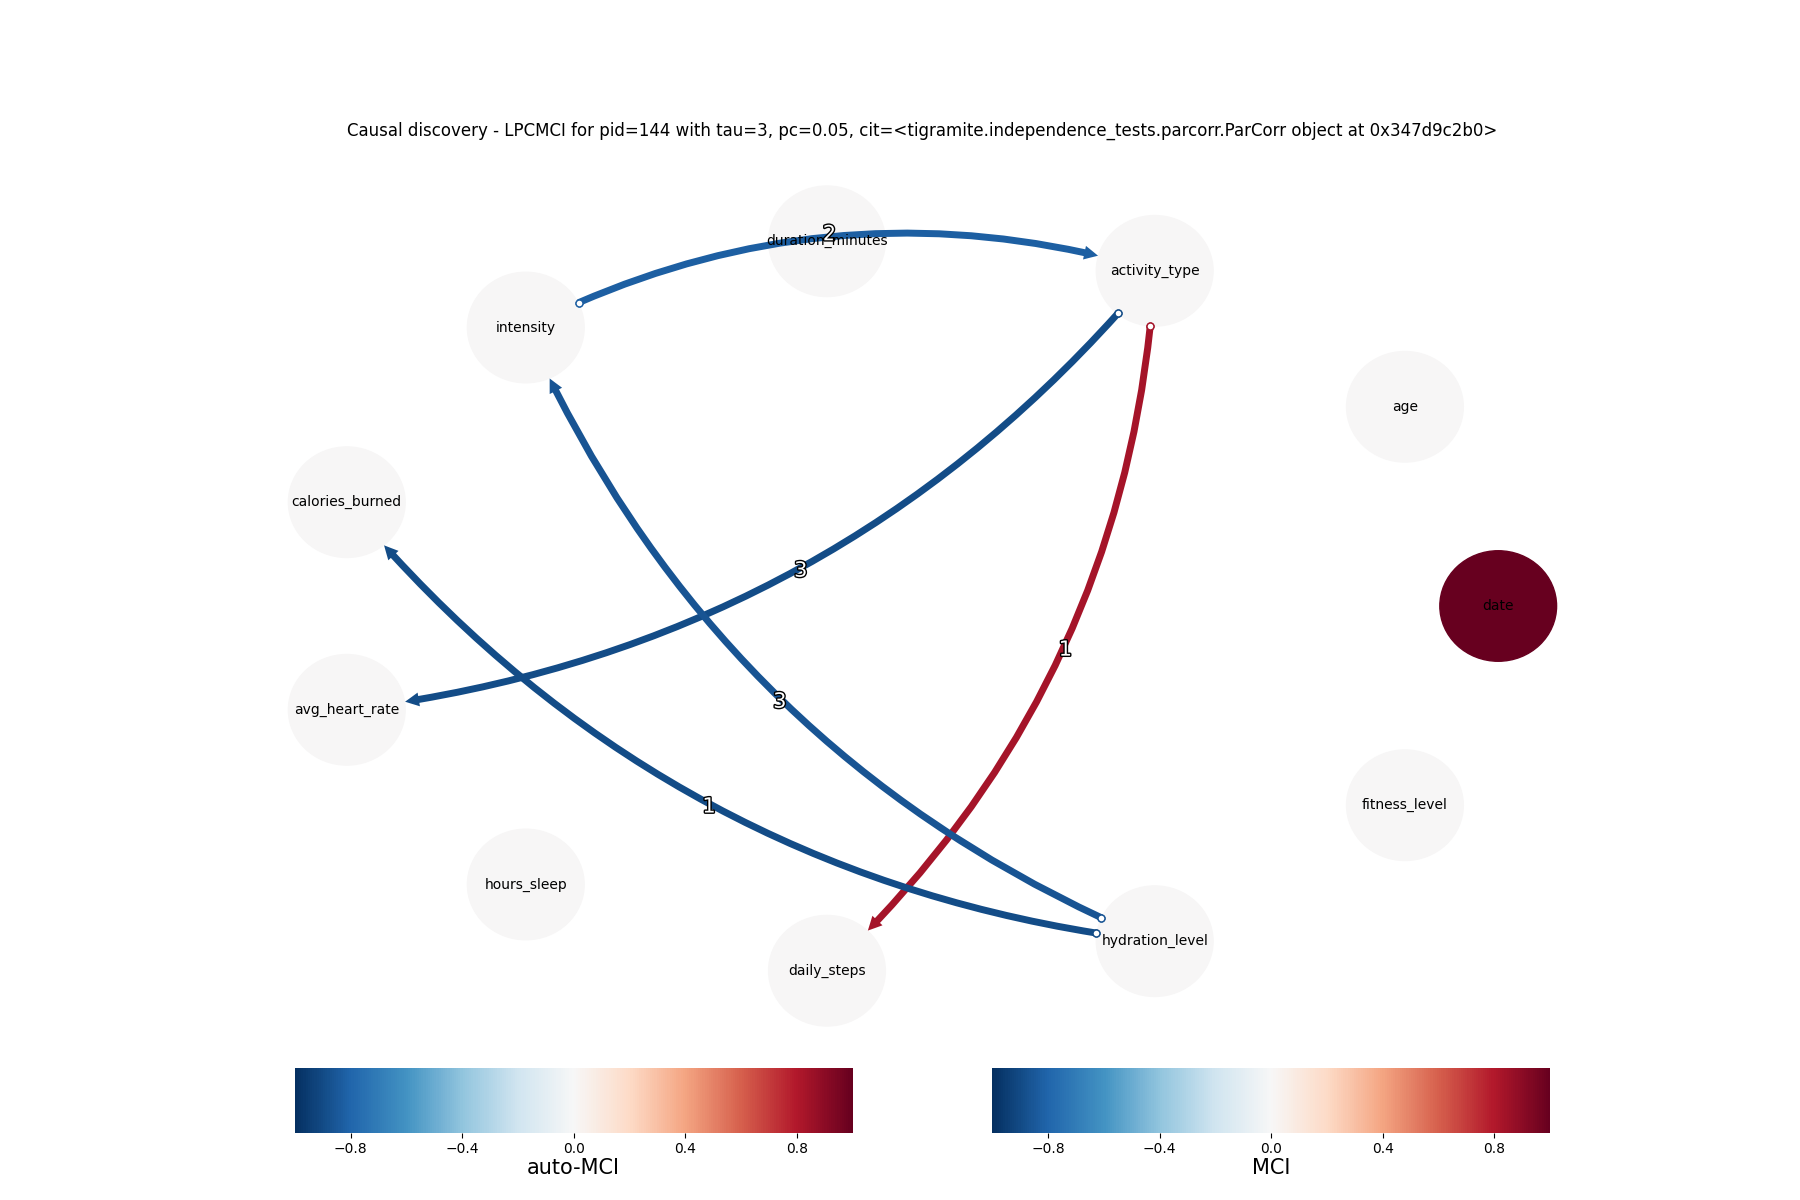 Causal discovery - LPCMCI for pid=144 with tau=3, pc=0.05, cit=<tigramite.independence_tests.parcorr.ParCorr object at 0x347d9c2b0>
2
duration_minutes
activity_type
intensity
age
calories_burned
3
date
1
3
avg_heart_rate
1
fitness_level
hours_sleep
hydration_level
daily_steps
−0.8 −0.4 0.0 0.4 0.8
auto-MCI
−0.8 −0.4 0.0 0.4 0.8
MCI